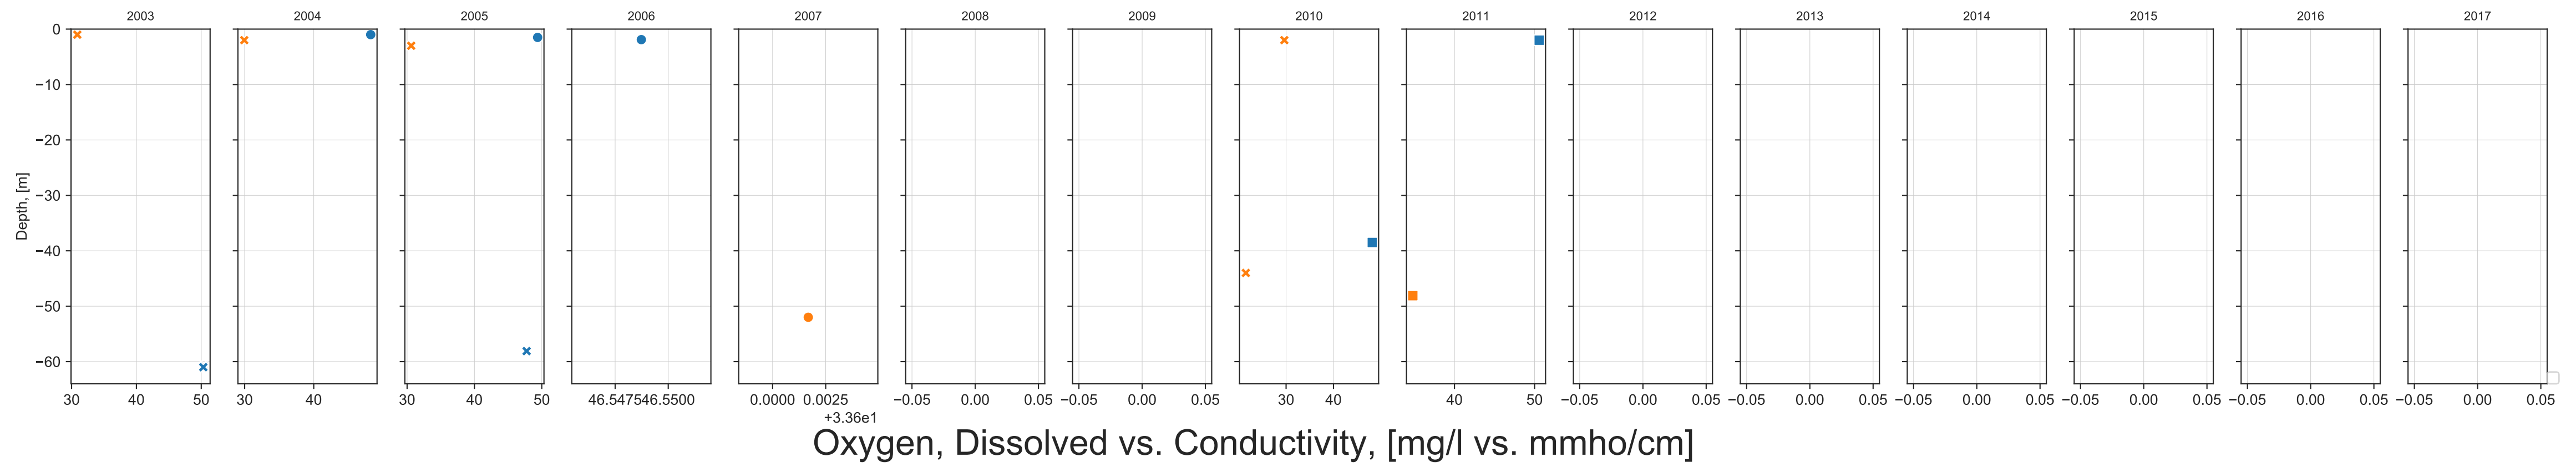 2003 2004 2005 2006 2007 2008 2009 2010 2011 2012 2013 2014 2015 2016 2017
0
−10
−20
−30
−40
−50
−60
Depth, [m]
30 40 50 30 40 30 40 50 46.5475 46.5500 0.0000 0.0025 −0.05 0.00 0.05 −0.05 0.00 0.05 30 40 40 50 −0.05 0.00 0.05 −0.05 0.00 0.05 −0.05 0.00 0.05 −0.05 0.00 0.05 −0.05 0.00 0.05 −0.05 0.00 0.05
+3.36e1
Oxygen, Dissolved vs. Conductivity, [mg/l vs. mmho/cm]